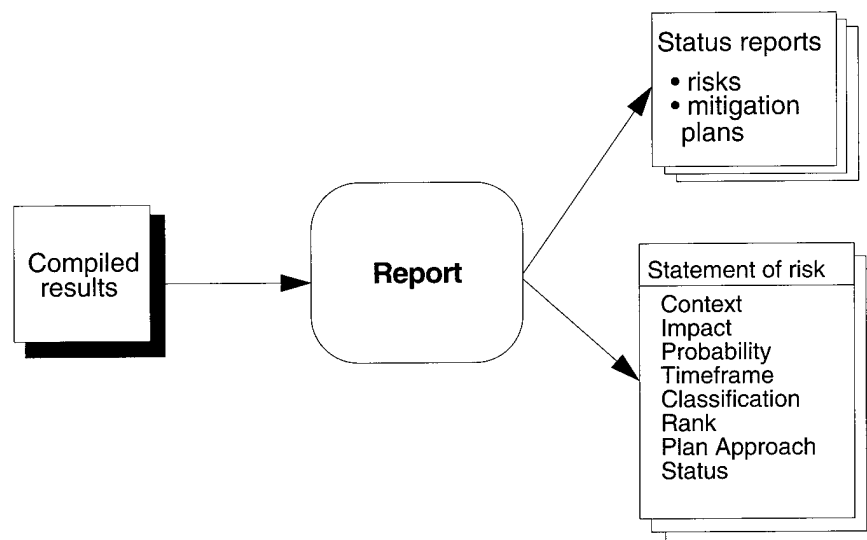 Compiled
results
Report
Status reports
• risks
• mitigation
plans
Statement of risk
Context
Impact
Probability
Timeframe
Classification
Rank
Plan Approach
Status